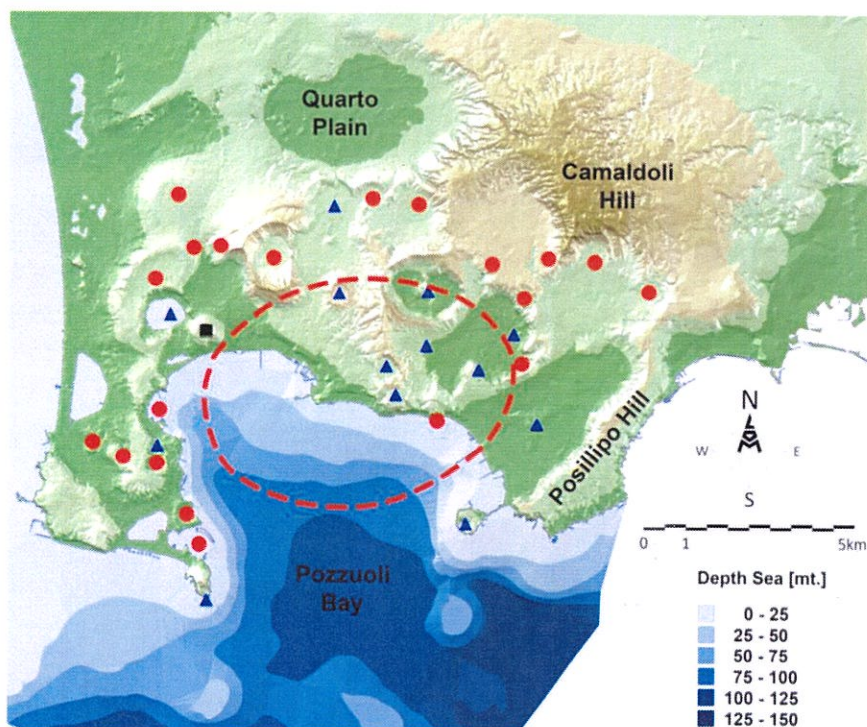 Quarto
Plain
Camaldoli
Hill
Posillipo Hill
N
W E
S
0 1 5km
Pozzuoli
Bay
Depth Sea [mt.]
0 - 25
25 - 50
50 - 75
75 - 100
100 - 125
125 - 150